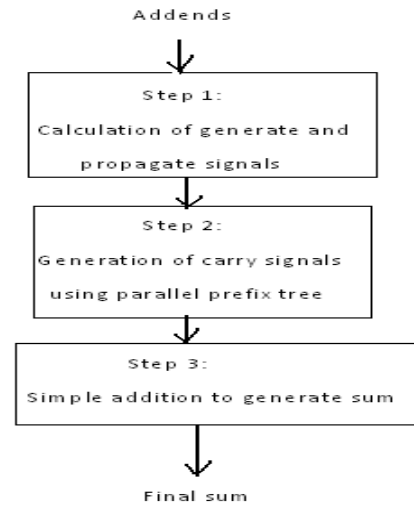 Addends
Step 1:
Calculation of generate and
propagate signals
Step 2:
Generation of carry signals
using parallel prefix tree
Step 3:
Simple addition to generate sum
Final sum